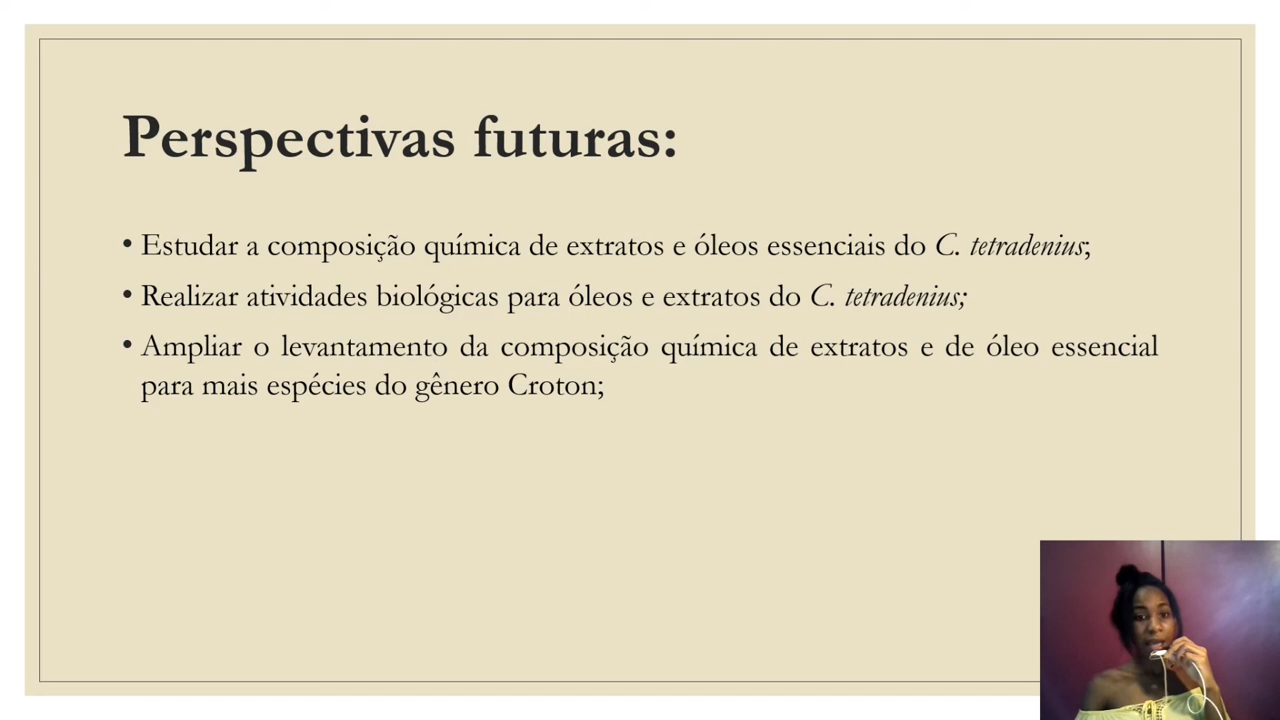 Perspectivas futuras:
• Estudar a composição química de extratos e óleos essenciais do C. tetradenius;
• Realizar atividades biológicas para óleos e extratos do C. tetradenius;
• Ampliar o levantamento da composição química de extratos e de óleo essencial
para mais espécies do gênero Croton;